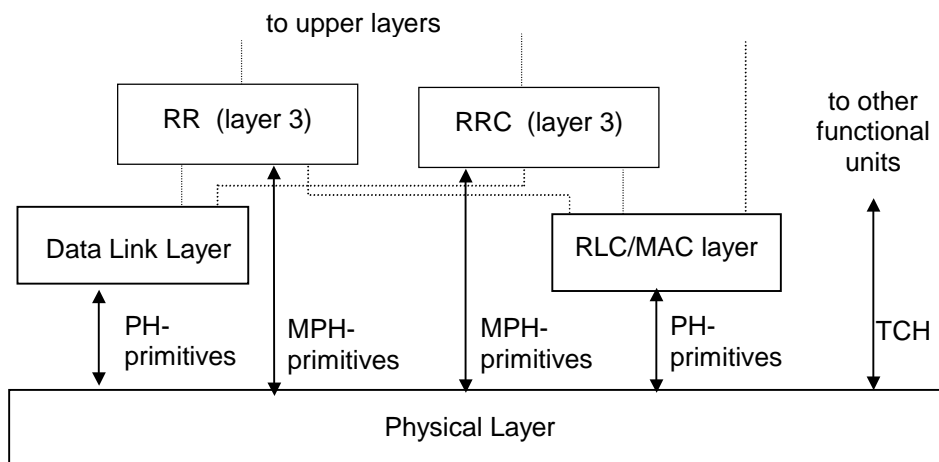 to upper layers
RR (layer 3)
RRC (layer 3)
to other
functional
units
Data Link Layer
RLC/MAC layer
PH-
primitives
MPH-
primitives
MPH-
primitives
PH-
primitives
TCH
Physical Layer